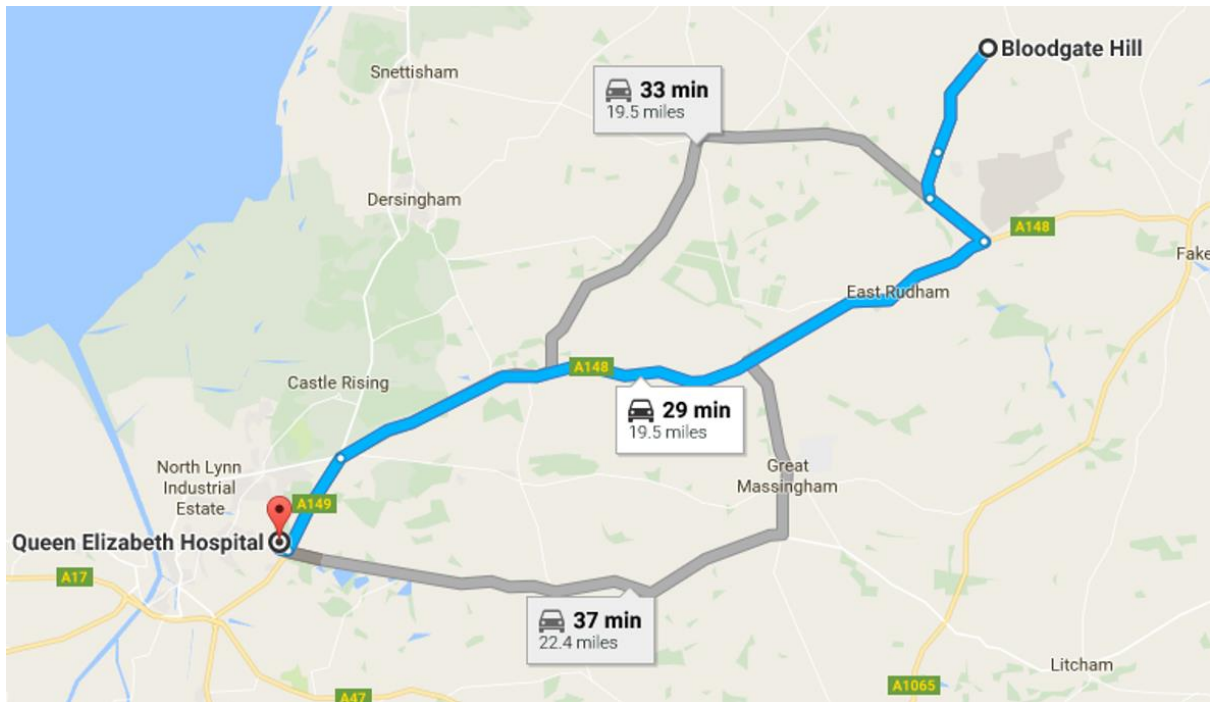 Bloodgate Hill
Snettisham
33 min
19.5 miles
Dersingham
A148
Fake
East Rudham
A148
Castle Rising
29 min
19.5 miles
North Lynn
Industrial
Estate
Great
Massingham
A149
Queen Elizabeth Hospital
A17
37 min
22.4 miles
Litcham
A1065
A47